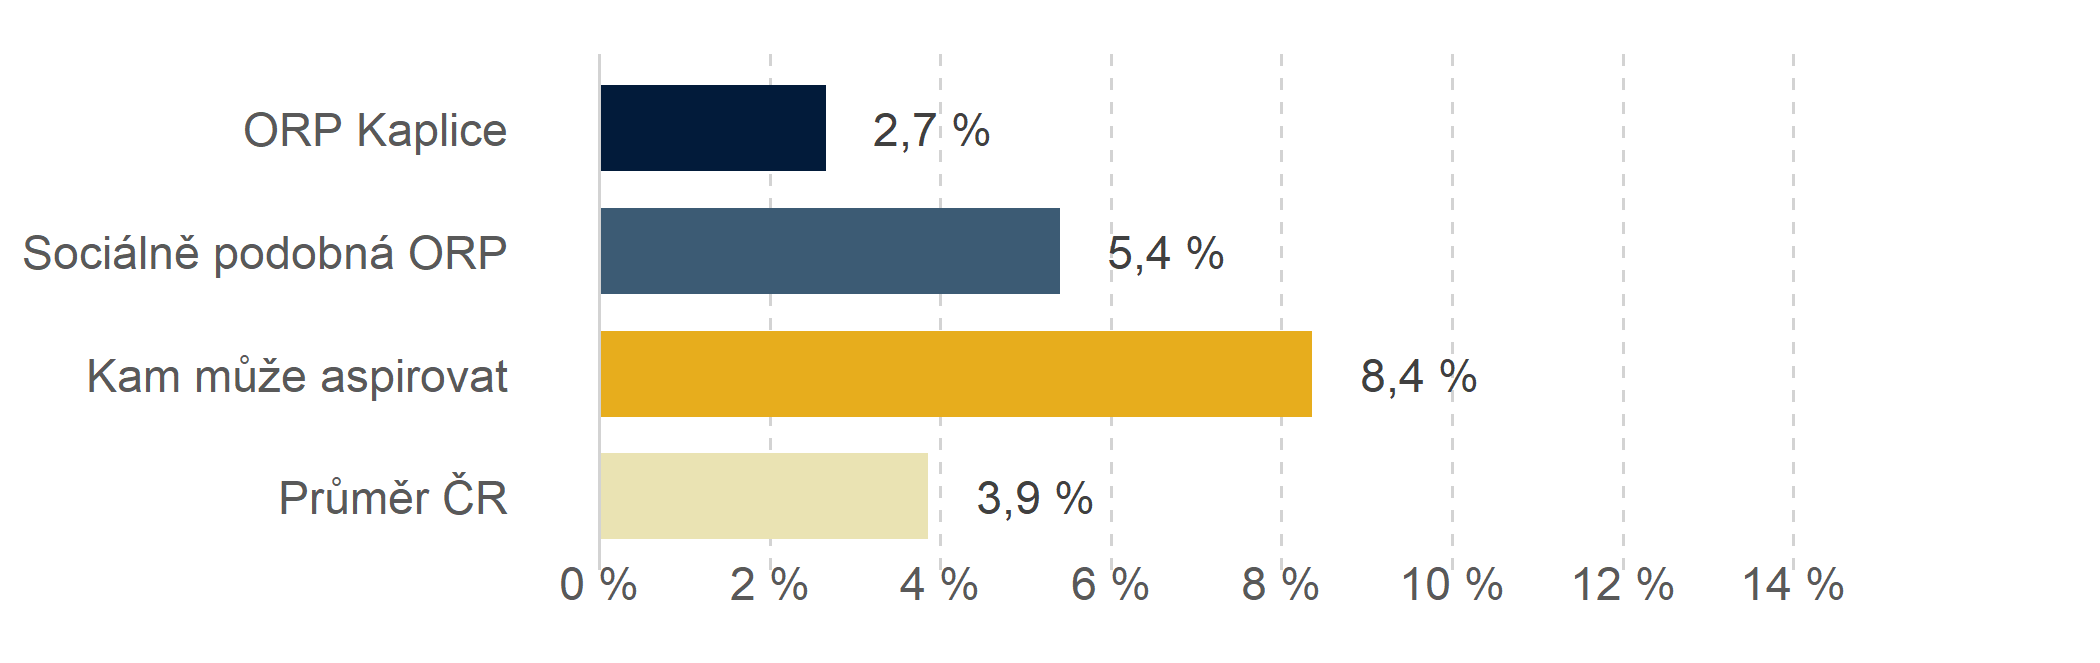 ORP Kaplice 2,7 %
Sociálně podobná ORP 5,4 %
Kam může aspirovat 8,4 %
Průměr ČR 3,9 %
0 % 2 % 4 % 6 % 8 % 10 % 12 % 14 %